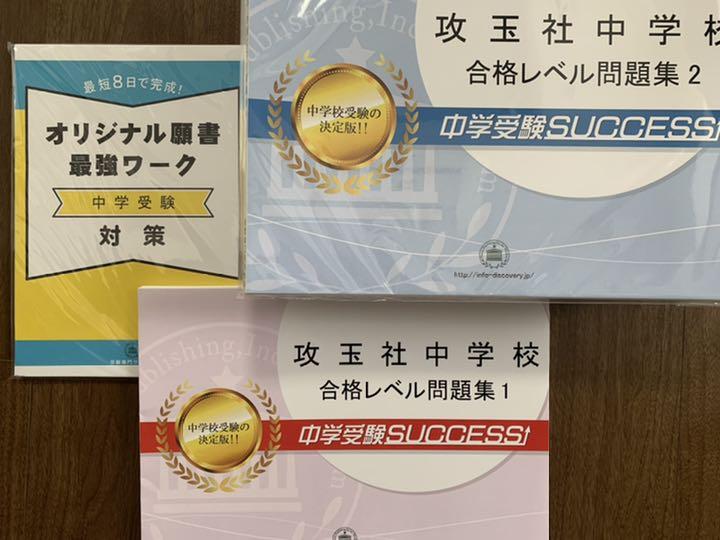 最短8日で完成!
オリジナル願書
最強ワーク
中学受験
対策
攻玉社中学校
合格レベル問題集2
中学校受験の
決定版!!
中学受験SUCCESS↑
http://info-discovery.jp/
攻玉社中学校
合格レベル問題集1
中学校受験の
決定版!!
中学受験SUCCESS↑